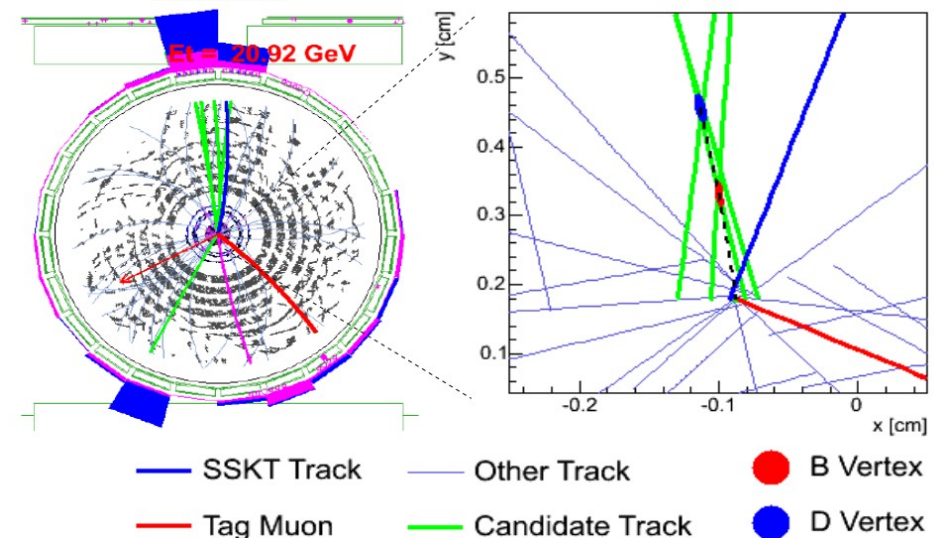 Et = 20.92 GeV
y [cm]
0.5
0.4
0.3
0.2
0.1
-0.2
-0.1
0
x [cm]
SSKT Track
Other Track
B Vertex
Tag Muon
Candidate Track
D Vertex